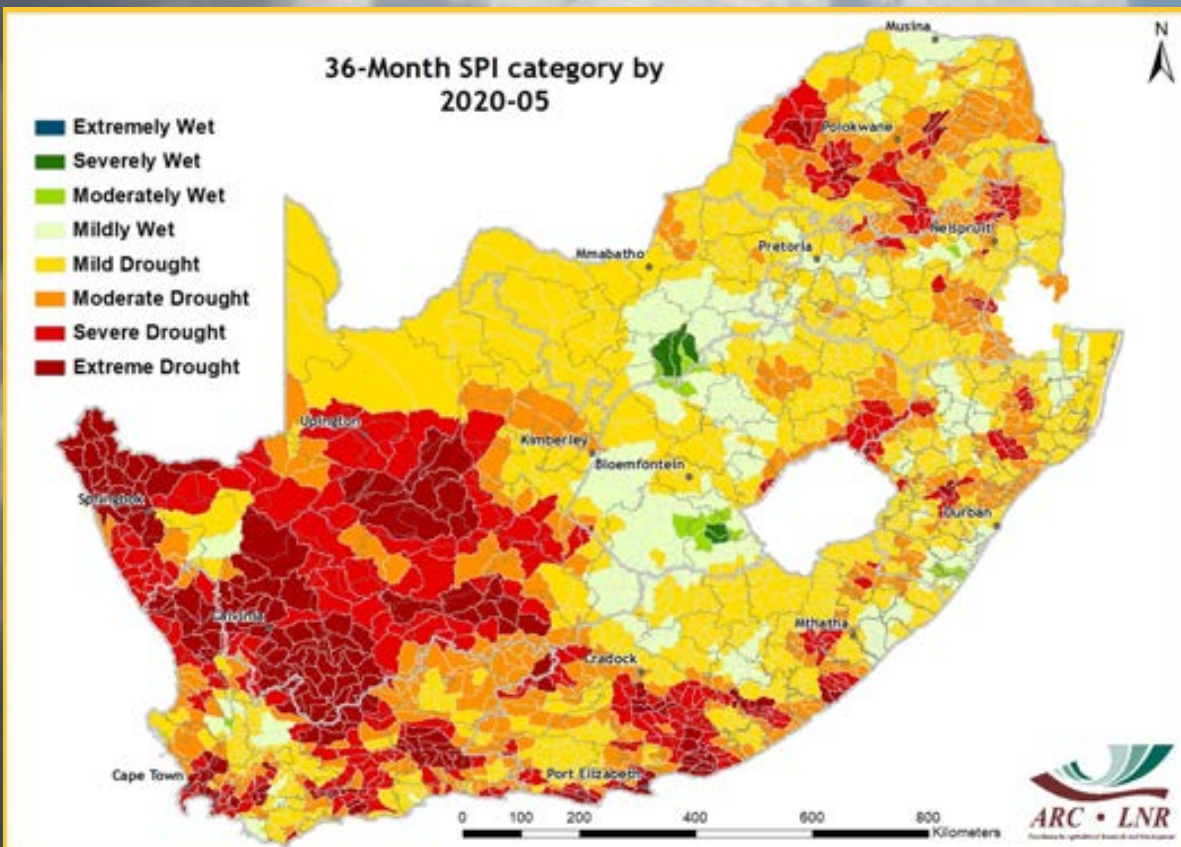 36-Month SPI category by
2020-05
N
Extremely Wet
Severely Wet
Moderately Wet
Mildly Wet
Mild Drought
Moderate Drought
Severe Drought
Extreme Drought
Musina
Polokwane
Nelspruit
Pretoria
Mmabatho
Upington
Kimberley
Bloemfontein
Springbok
Durban
Calvinia
Mthatha
Cradock
Cape Town
Port Elizabeth
0 100 200 400 600 800
Kilometers
ARC • LNR